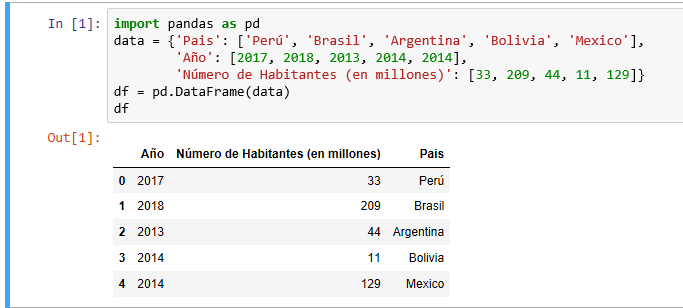 In [1]: import pandas as pd
data = {'Pais': ['Perú', 'Brasil', 'Argentina', 'Bolivia', 'Mexico'],
'Año': [2017, 2018, 2013, 2014, 2014],
'Número de Habitantes (en millones)': [33, 209, 44, 11, 129]}
df = pd.DataFrame(data)
df
Out[1]:
Año Número de Habitantes (en millones) Pais
0 2017 33 Perú
1 2018 209 Brasil
2 2013 44 Argentina
3 2014 11 Bolivia
4 2014 129 Mexico